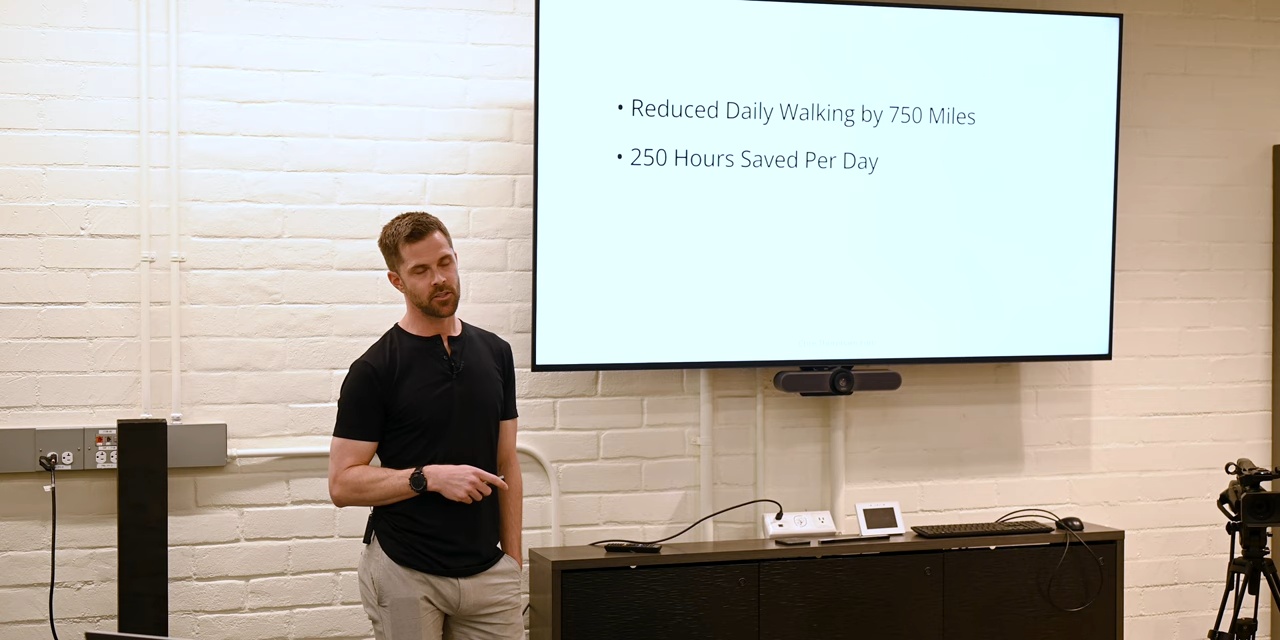 • Reduced Daily Walking by 750 Miles
• 250 Hours Saved Per Day